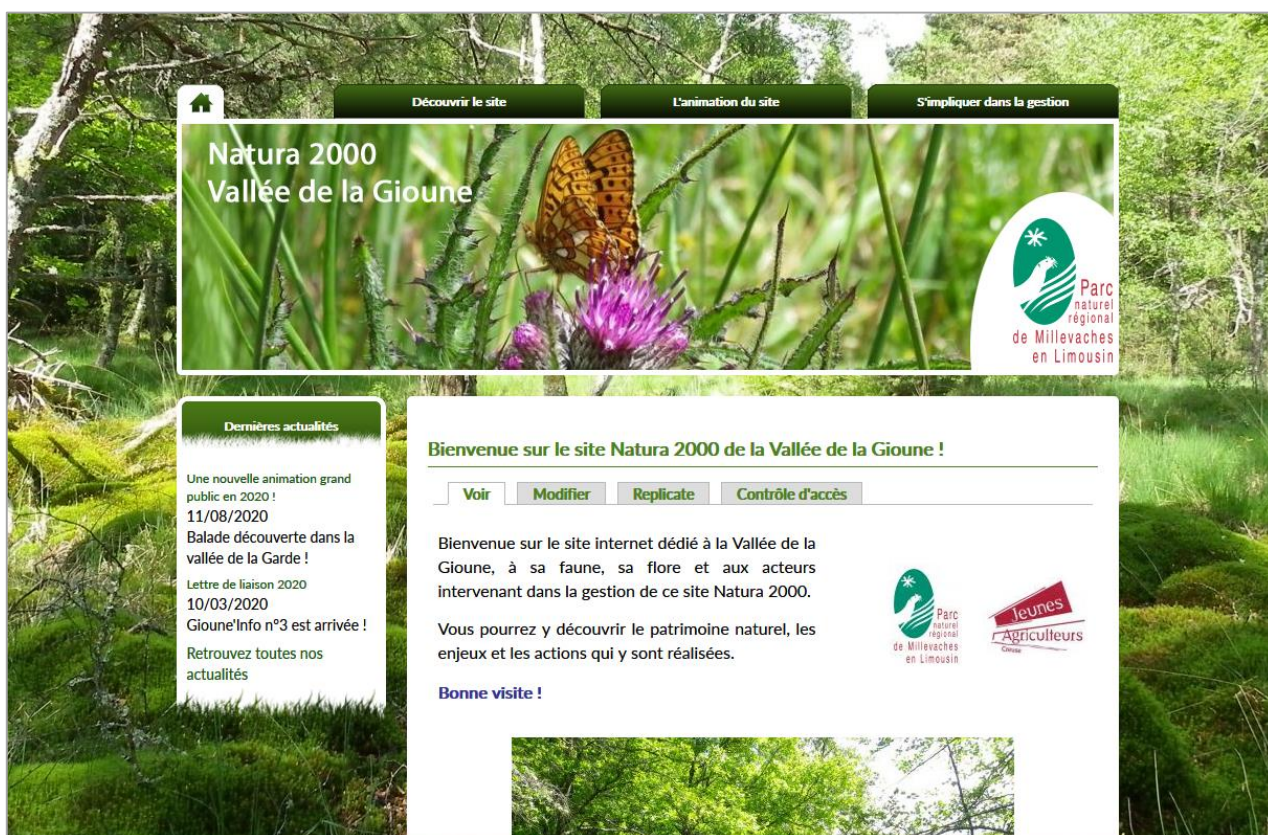 Découvrir le site
L'animation du site
S'impliquer dans la gestion
Natura 2000
Vallée de la Gioune
Parc
naturel
régional
de Millevaches
en Limousin
Dernières actualités
Une nouvelle animation grand
public en 2020 !
11/08/2020
Balade découverte dans la
vallée de la Garde !
Lettre de liaison 2020
10/03/2020
Gioune'Info n°3 est arrivée !
Retrouvez toutes nos
actualités
Bienvenue sur le site Natura 2000 de la Vallée de la Gioune !
Voir
Modifier
Replicate
Contrôle d'accès
Bienvenue sur le site internet dédié à la Vallée de la
Gioune, à sa faune, sa flore et aux acteurs
intervenant dans la gestion de ce site Natura 2000.
Vous pourrez y découvrir le patrimoine naturel, les
enjeux et les actions qui y sont réalisées.
Bonne visite !
Parc
naturel
régional
de Millevaches
en Limousin
Jeunes
Agriculteurs
Creuse